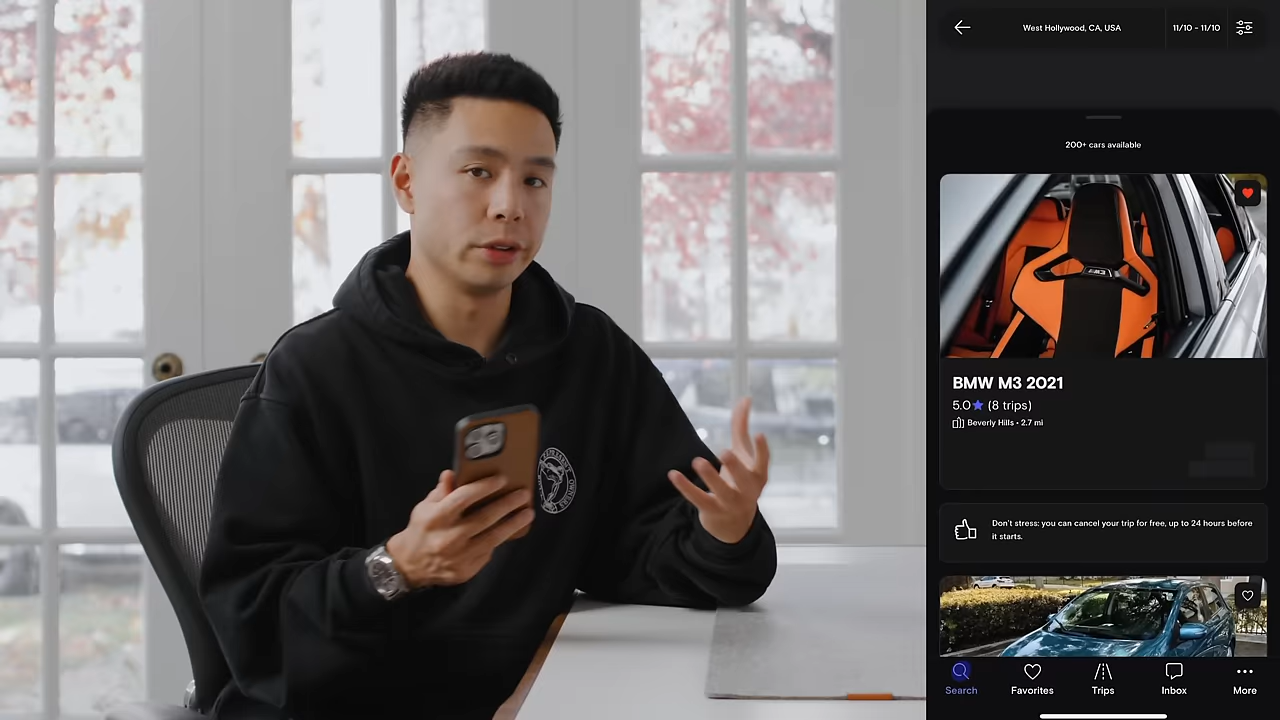 West Hollywood, CA, USA
11/10 - 11/10
200+ cars available
BMW M3 2021
5.0 (8 trips)
Beverly Hills • 2.7 mi
Don't stress: you can cancel your trip for free, up to 24 hours before
it starts.
Search
Favorites
Trips
Inbox
More